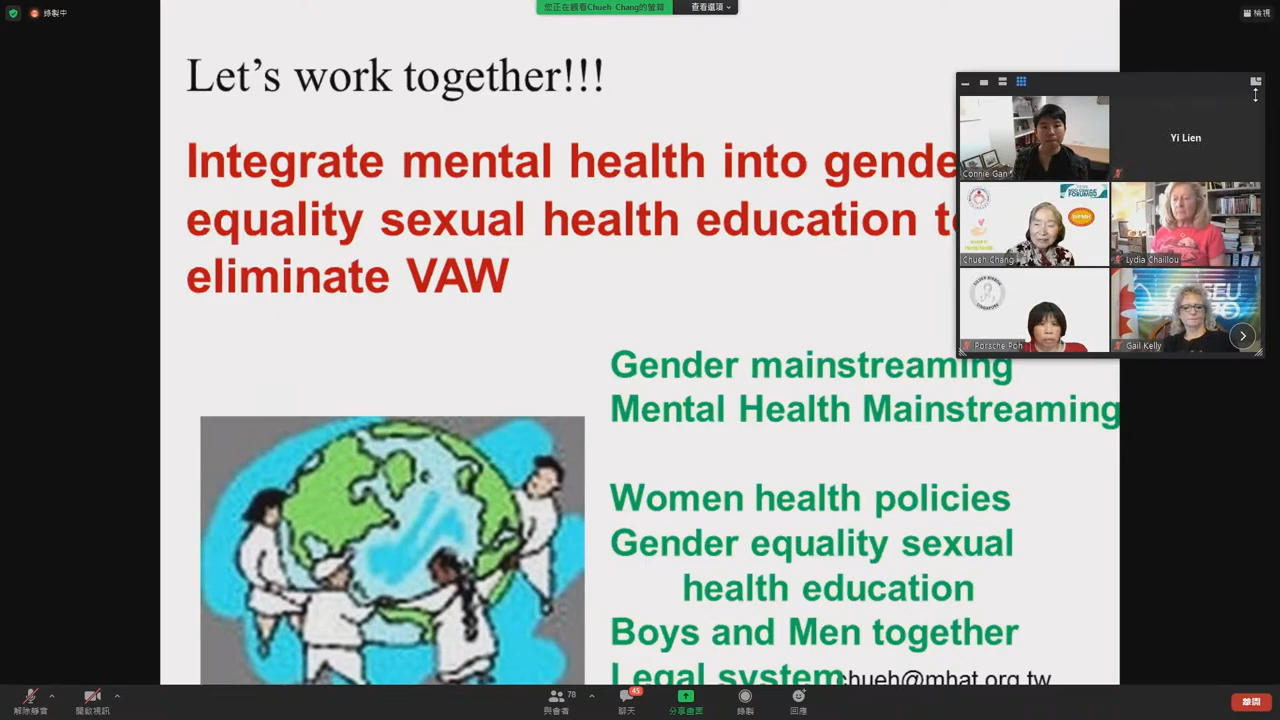 錄製中
您正在觀看Chueh Chang的螢幕
查看選項
檢視
Let's work together!!!
Integrate mental health into gende
equality sexual health education t
eliminate VAW
Connie Gan
Yi Lien
FORUM
Chueh Chang
Lydia Chaillou
SILVER RIBBON
SINGAPORE
Porsche Poh
Gail Kelly
Gender mainstreaming
Mental Health Mainstreaming
Women health policies
Gender equality sexual
health education
Boys and Men together
Legal system
chueh@mhat.org.tw
解除靜音
開啟視訊
78
與會者
45
聊天
分享畫面
錄製
回應
離開